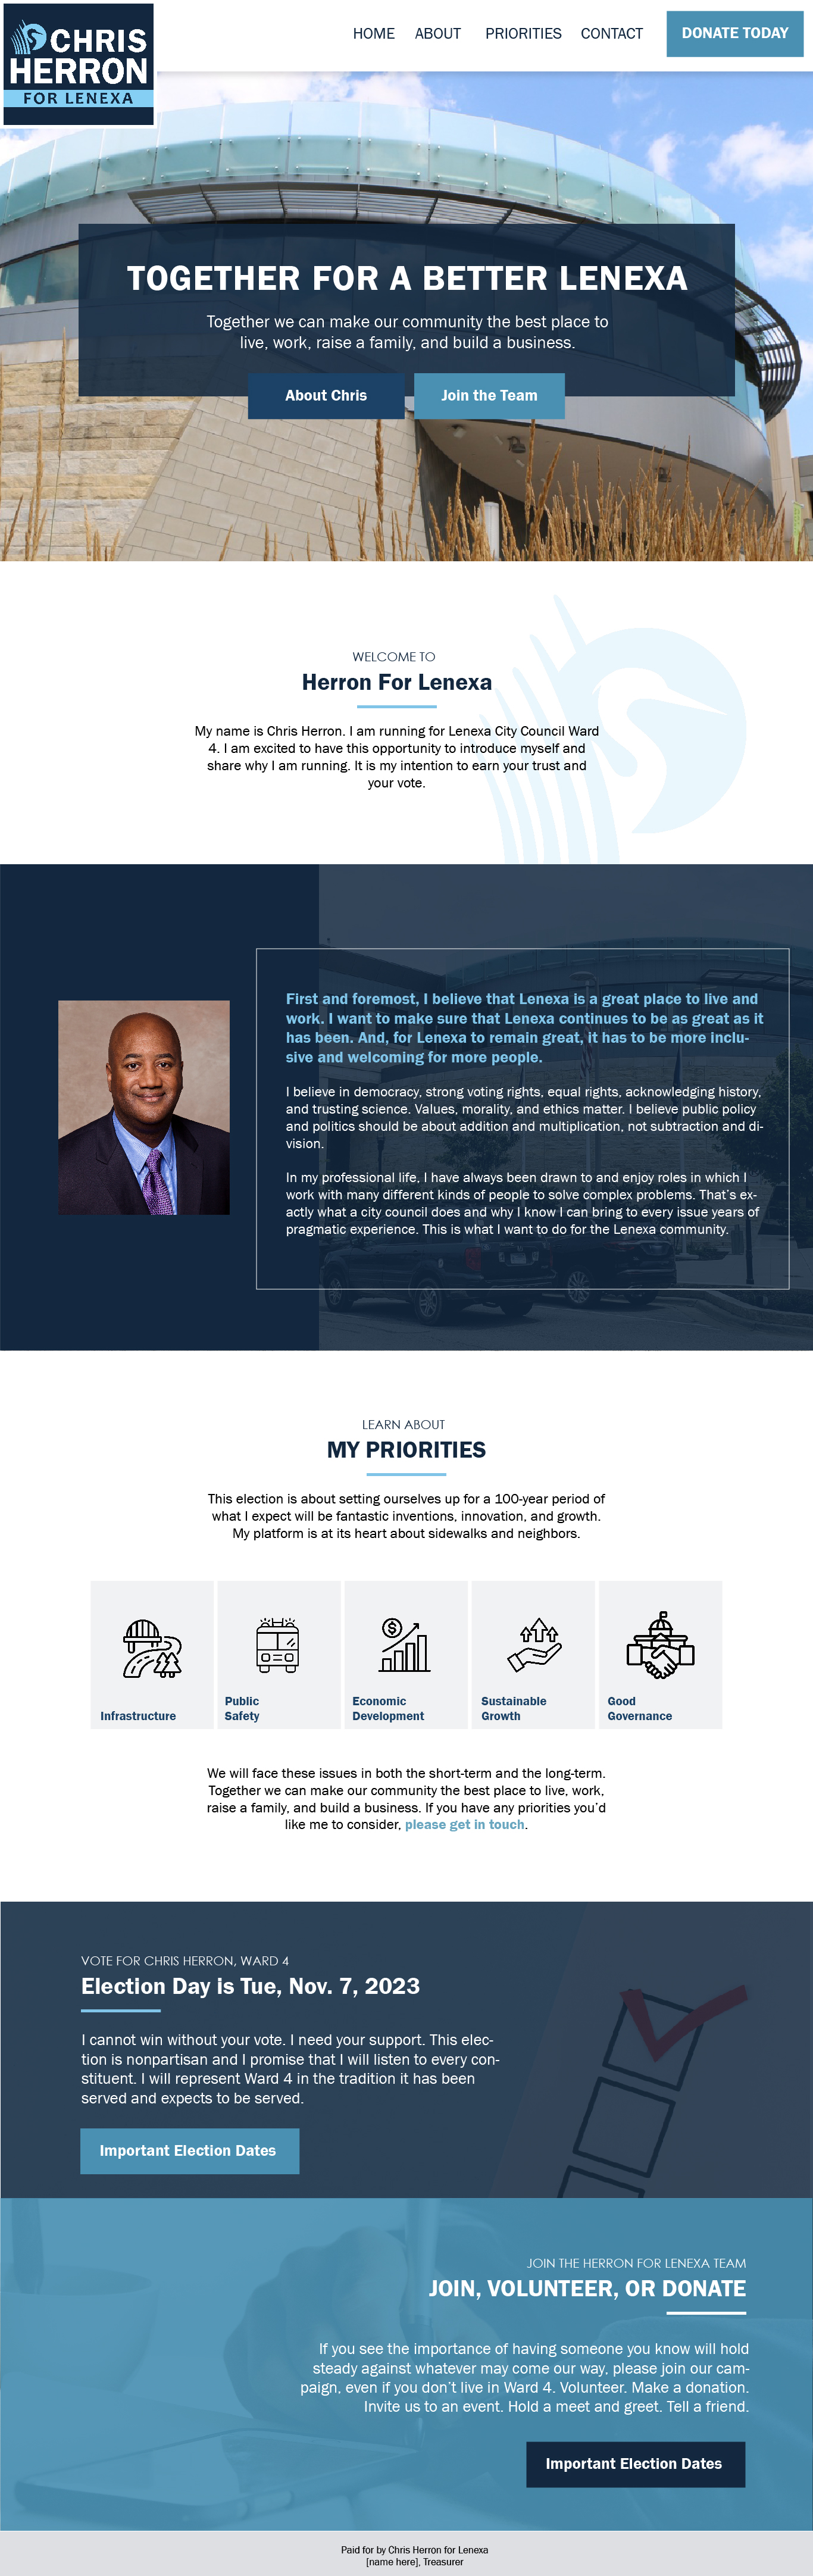 CHRIS
HERRON
FOR LENEXA
HOME ABOUT PRIORITIES CONTACT DONATE TODAY
TOGETHER FOR A BETTER LENEXA
Together we can make our community the best place to
live, work, raise a family, and build a business.
About Chris Join the Team
WELCOME TO
Herron For Lenexa
My name is Chris Herron. I am running for Lenexa City Council Ward
4. I am excited to have this opportunity to introduce myself and
share why I am running. It is my intention to earn your trust and
your vote.
First and foremost, I believe that Lenexa is a great place to live and
work. I want to make sure that Lenexa continues to be as great as it
has been. And, for Lenexa to remain great, it has to be more inclu-
sive and welcoming for more people.
I believe in democracy, strong voting rights, equal rights, acknowledging history,
and trusting science. Values, morality, and ethics matter. I believe public policy
and politics should be about addition and multiplication, not subtraction and di-
vision.
In my professional life, I have always been drawn to and enjoy roles in which I
work with many different kinds of people to solve complex problems. That's ex-
actly what a city council does and why I know I can bring to every issue years of
pragmatic experience. This is what I want to do for the Lenexa community.
LEARN ABOUT
MY PRIORITIES
This election is about setting ourselves up for a 100-year period of
what I expect will be fantastic inventions, innovation, and growth.
My platform is at its heart about sidewalks and neighbors.
Infrastructure
Public
Safety
Economic
Development
Sustainable
Growth
Good
Governance
We will face these issues in both the short-term and the long-term.
Together we can make our community the best place to live, work,
raise a family, and build a business. If you have any priorities you'd
like me to consider, please get in touch.
VOTE FOR CHRIS HERRON, WARD 4
Election Day is Tue, Nov. 7, 2023
I cannot win without your vote. I need your support. This elec-
tion is nonpartisan and I promise that I will listen to every con-
stituent. I will represent Ward 4 in the tradition it has been
served and expects to be served.
Important Election Dates
JOIN THE HERRON FOR LENEXA TEAM
JOIN, VOLUNTEER, OR DONATE
If you see the importance of having someone you know will hold
steady against whatever may come our way, please join our cam-
paign, even if you don't live in Ward 4. Volunteer. Make a donation.
Invite us to an event. Hold a meet and greet. Tell a friend.
Important Election Dates
Paid for by Chris Herron for Lenexa
[name here], Treasurer